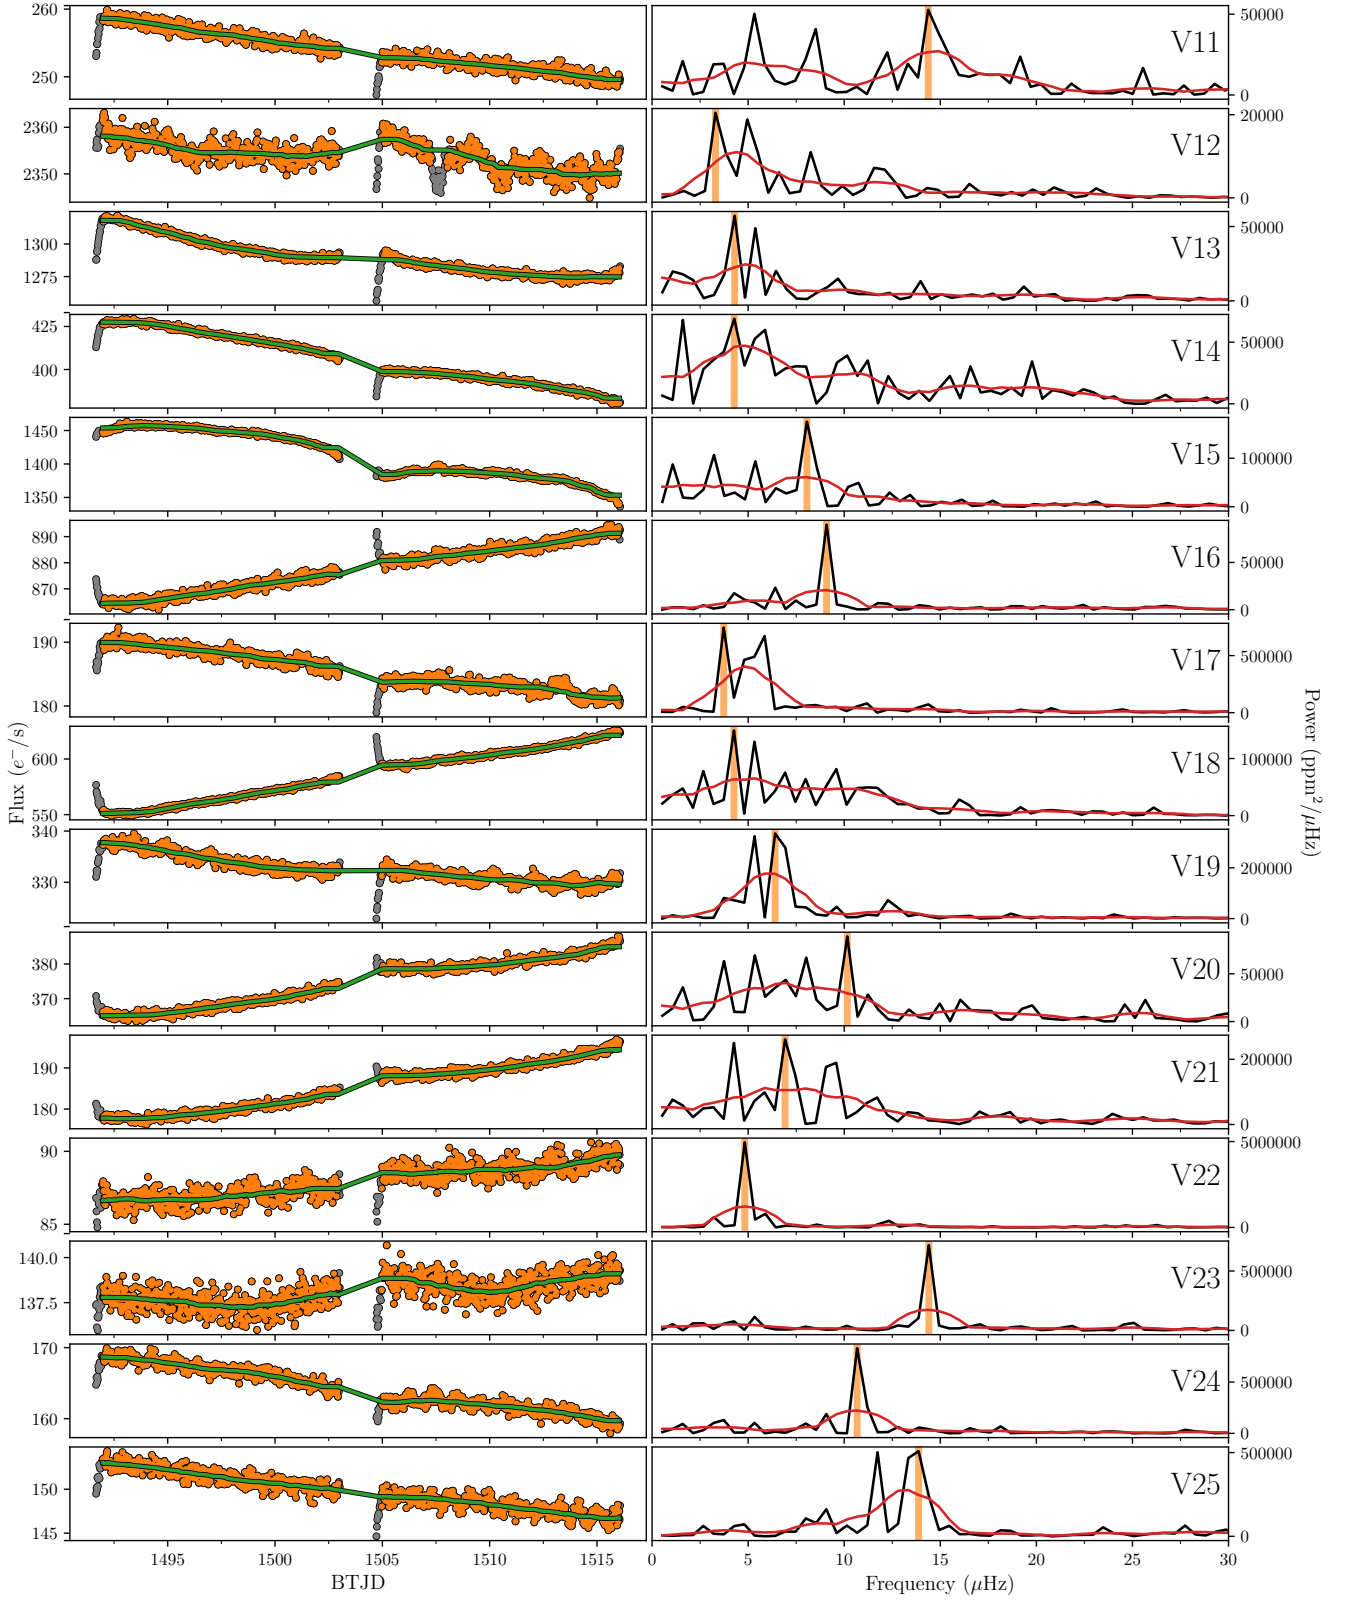 260
250
50000
0
V11
2360
2350
20000
0
V12
1300
1275
50000
0
V13
425
400
50000
0
V14
1450
1400
1350
100000
0
V15
890
880
870
50000
0
V16
190
180
500000
0
V17
600
550
100000
0
V18
340
330
200000
0
V19
380
370
50000
0
V20
190
180
200000
0
V21
90
85
5000000
0
V22
140.0
137.5
500000
0
V23
170
160
500000
0
V24
150
145
500000
0
V25
Flux (e⁻/s)
Power (ppm²/μHz)
1495 1500 1505 1510 1515
0 5 10 15 20 25 30
BTJD
Frequency (μHz)